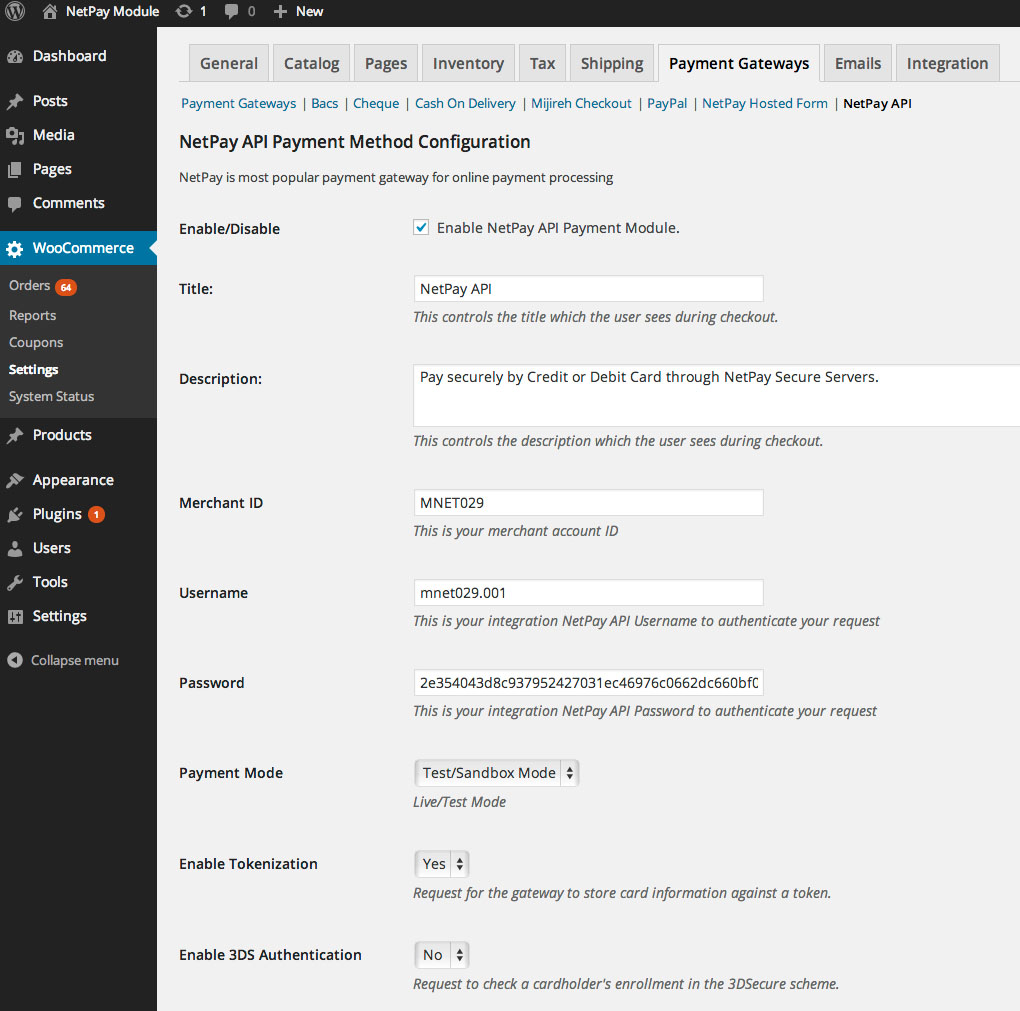 NetPay Module 1 0 New
Dashboard
Posts
Media
Pages
Comments
WooCommerce
Orders 64
Reports
Coupons
Settings
System Status
Products
Appearance
Plugins 1
Users
Tools
Settings
Collapse menu
General Catalog Pages Inventory Tax Shipping Payment Gateways Emails Integration
Payment Gateways | Bacs | Cheque | Cash On Delivery | Mijireh Checkout | PayPal | NetPay Hosted Form | NetPay API
NetPay API Payment Method Configuration
NetPay is most popular payment gateway for online payment processing
Enable/Disable Enable NetPay API Payment Module.
Title: NetPay API
This controls the title which the user sees during checkout.
Description: Pay securely by Credit or Debit Card through NetPay Secure Servers.
This controls the description which the user sees during checkout.
Merchant ID MNET029
This is your merchant account ID
Username mnet029.001
This is your integration NetPay API Username to authenticate your request
Password 2e354043d8c937952427031ec46976c0662dc660bf0
This is your integration NetPay API Password to authenticate your request
Payment Mode Test/Sandbox Mode
Live/Test Mode
Enable Tokenization Yes
Request for the gateway to store card information against a token.
Enable 3DS Authentication No
Request to check a cardholder's enrollment in the 3DSecure scheme.